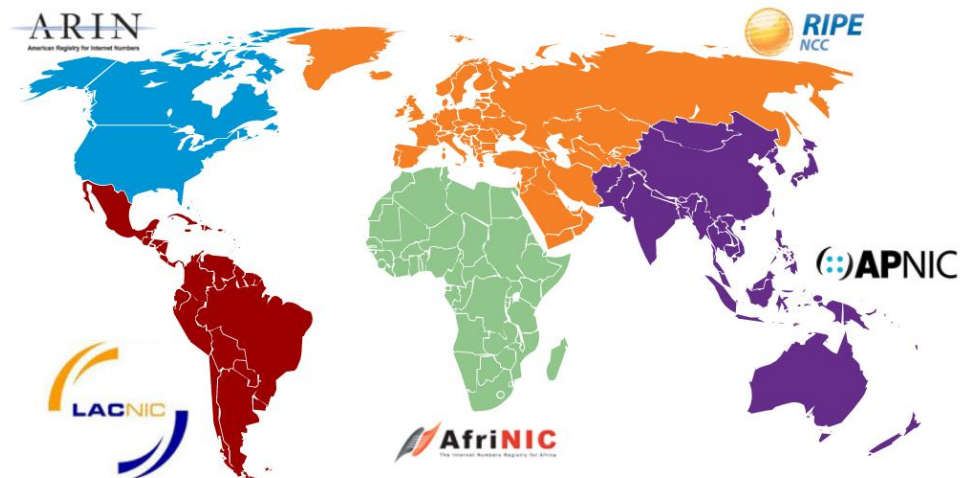 ARIN
American Registry for Internet Numbers
RIPE
NCC
APNIC
LACNIC
AfriNIC
The Internet Numbers Registry for Africa